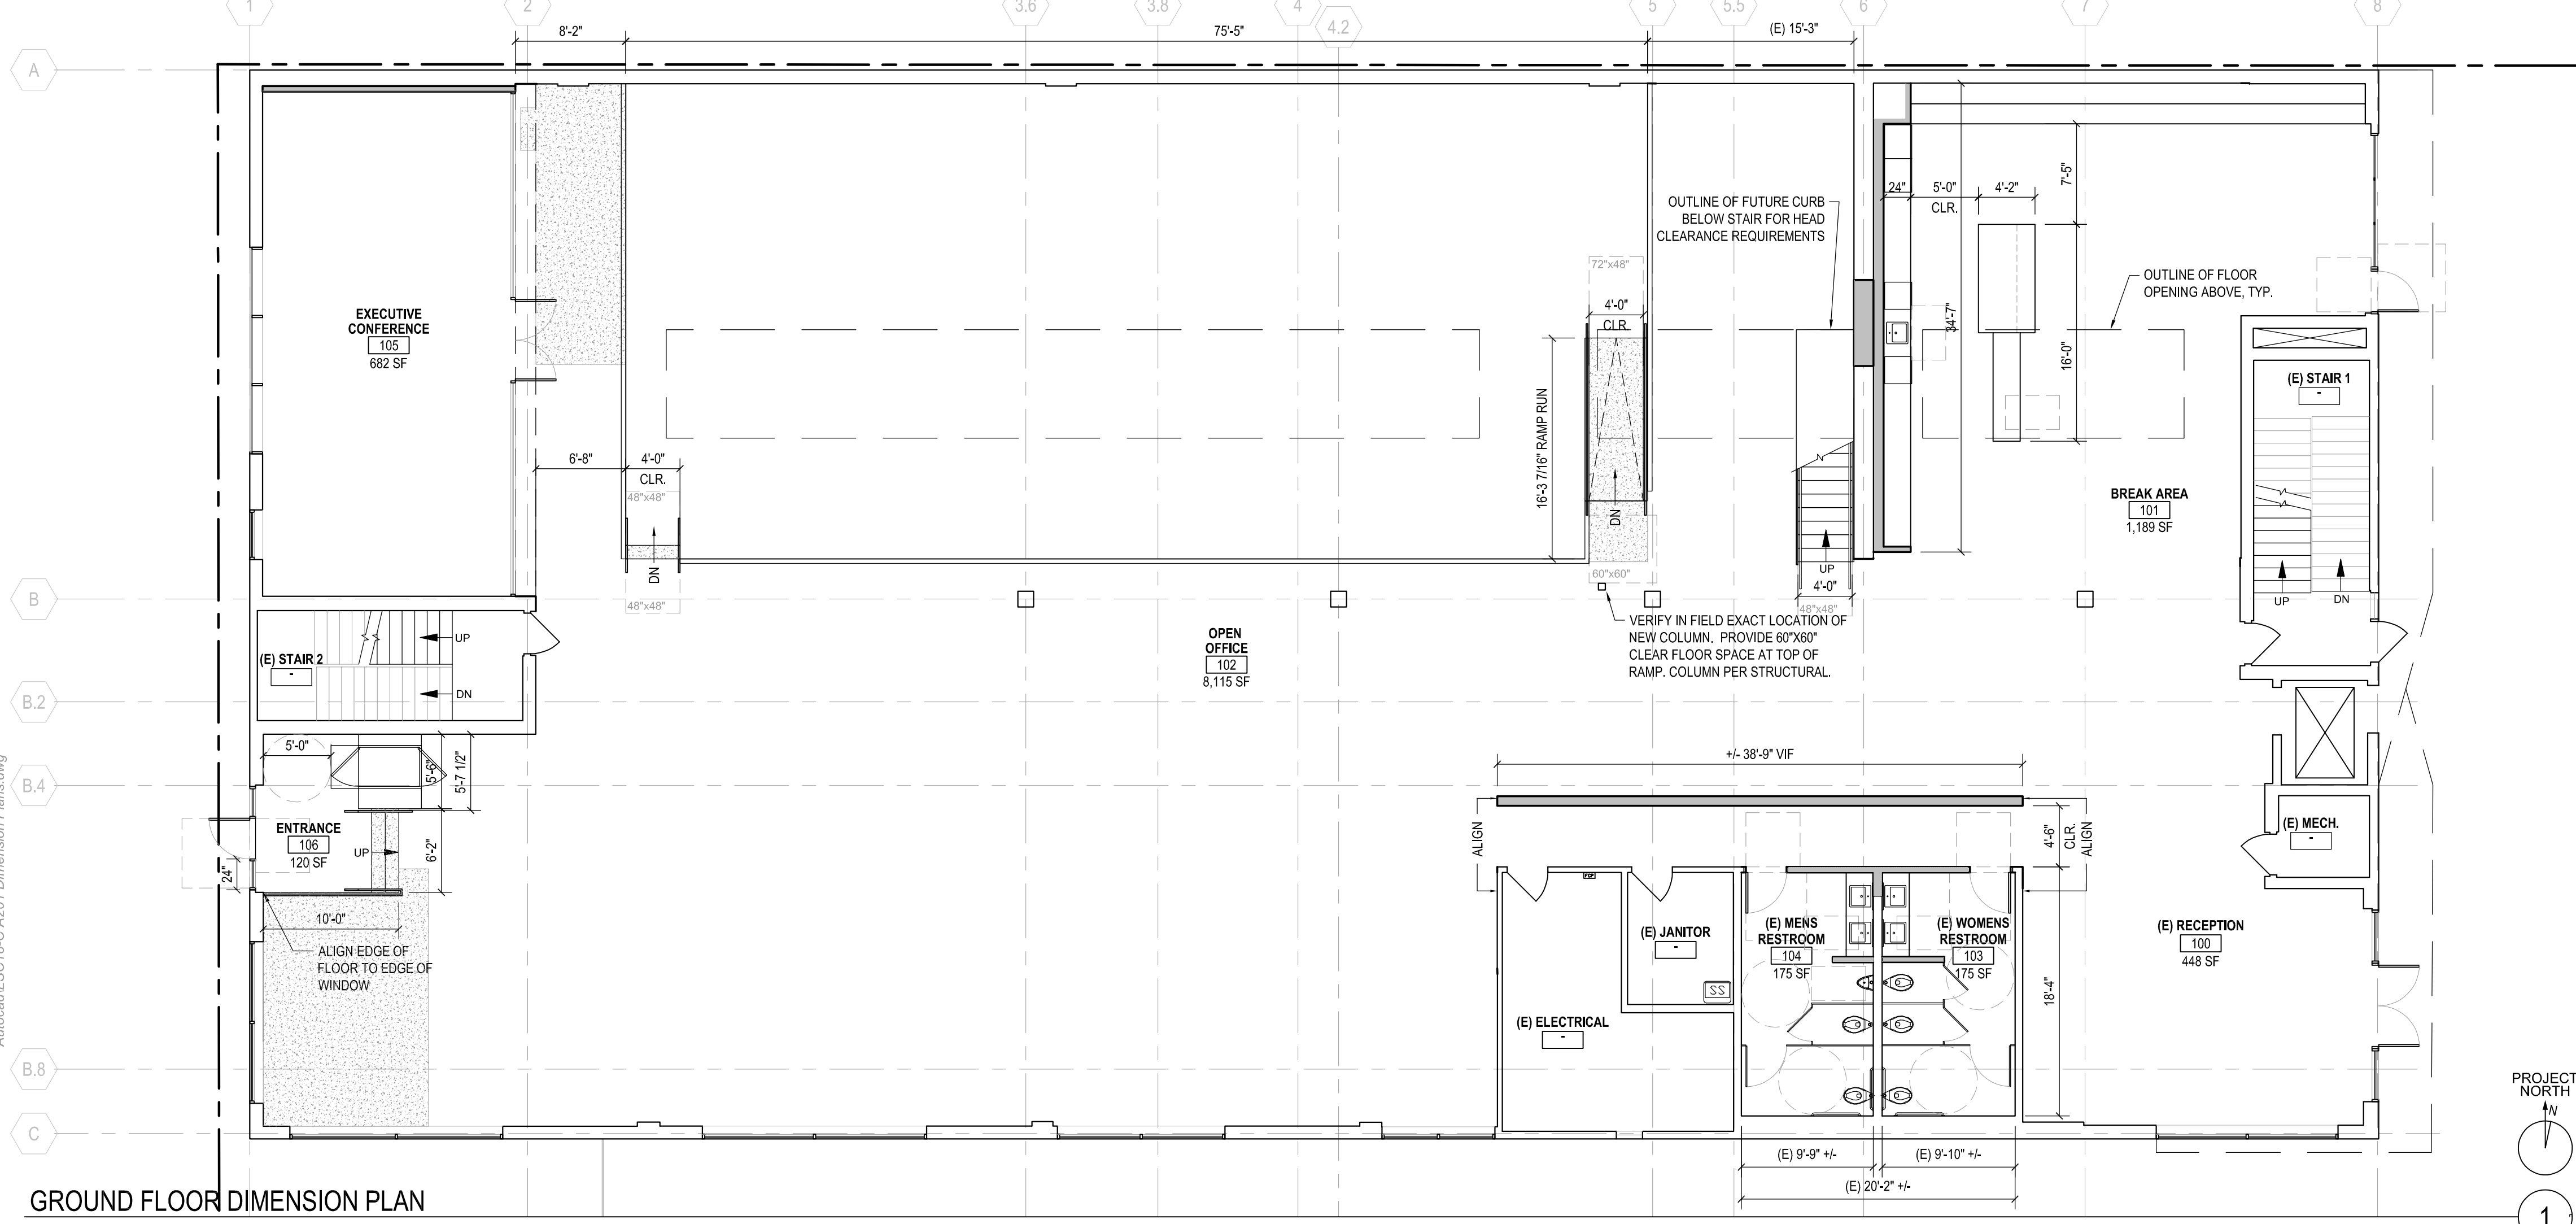 1
2
3.6
3.8
4
4.2
5
5.5
6
7
8
8'-2"
75'-5"
(E) 15'-3"
A
B
B.2
B.4
B.8
C
EXECUTIVE
CONFERENCE
105
682 SF
OUTLINE OF FUTURE CURB
BELOW STAIR FOR HEAD
CLEARANCE REQUIREMENTS
24"
5'-0"
CLR.
4'-2"
7'-5"
34'-7"
16'-0"
OUTLINE OF FLOOR
OPENING ABOVE, TYP.
72"x48"
4'-0"
CLR.
16'-3 7/16" RAMP RUN
DN
60"x60"
(E) STAIR 1
-
UP
DN
6'-8"
4'-0"
CLR.
48"x48"
DN
48"x48"
UP
4'-0"
48"x48"
BREAK AREA
101
1,189 SF
VERIFY IN FIELD EXACT LOCATION OF
NEW COLUMN. PROVIDE 60"X60"
CLEAR FLOOR SPACE AT TOP OF
RAMP. COLUMN PER STRUCTURAL.
OPEN
OFFICE
102
8,115 SF
(E) STAIR 2
-
UP
DN
5'-0"
5'-6"
5'-7 1/2"
ENTRANCE
106
120 SF
UP
6'-2"
24"
10'-0"
ALIGN EDGE OF
FLOOR TO EDGE OF
WINDOW
+/- 38'-9" VIF
ALIGN
4'-6"
CLR.
ALIGN
(E) MECH.
-
(E) JANITOR
-
SS
(E) ELECTRICAL
-
(E) MENS
RESTROOM
104
175 SF
(E) WOMENS
RESTROOM
103
175 SF
18'-4"
(E) RECEPTION
100
448 SF
(E) 9'-9" +/-
(E) 9'-10" +/-
(E) 20'-2" +/-
PROJECT
NORTH
N
GROUND FLOOR DIMENSION PLAN
1